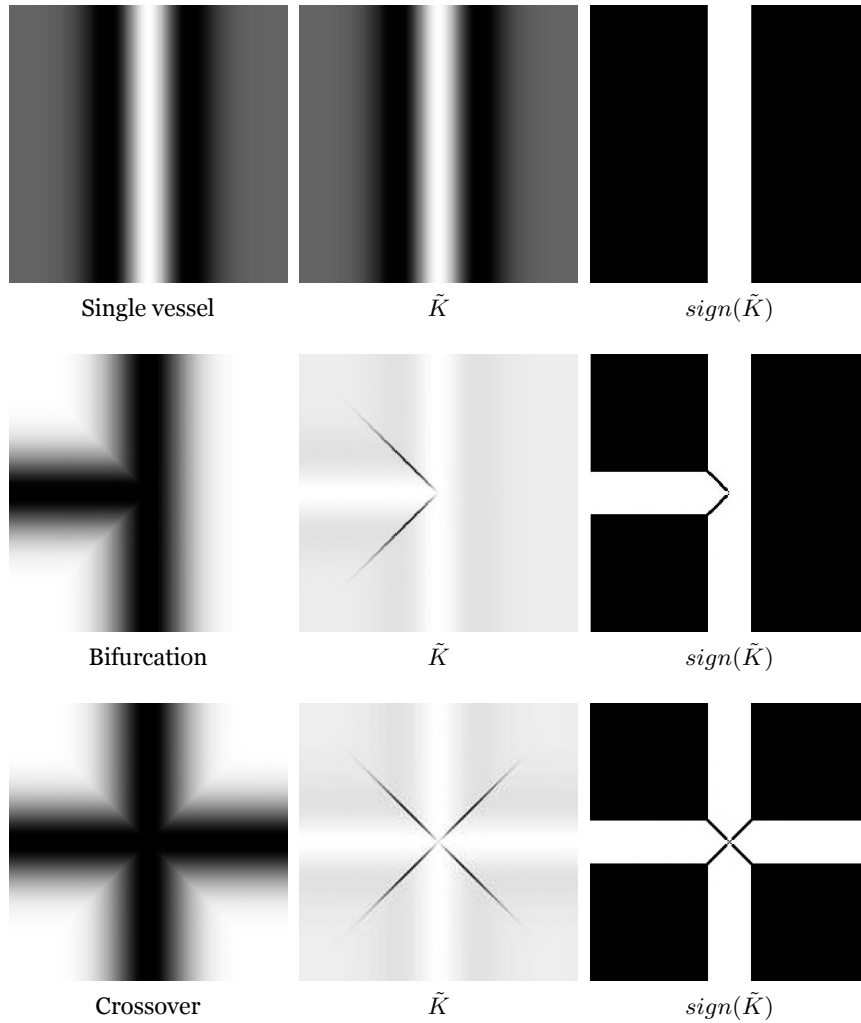 Single vessel
K̃
sign(K̃)
Bifurcation
K̃
sign(K̃)
Crossover
K̃
sign(K̃)